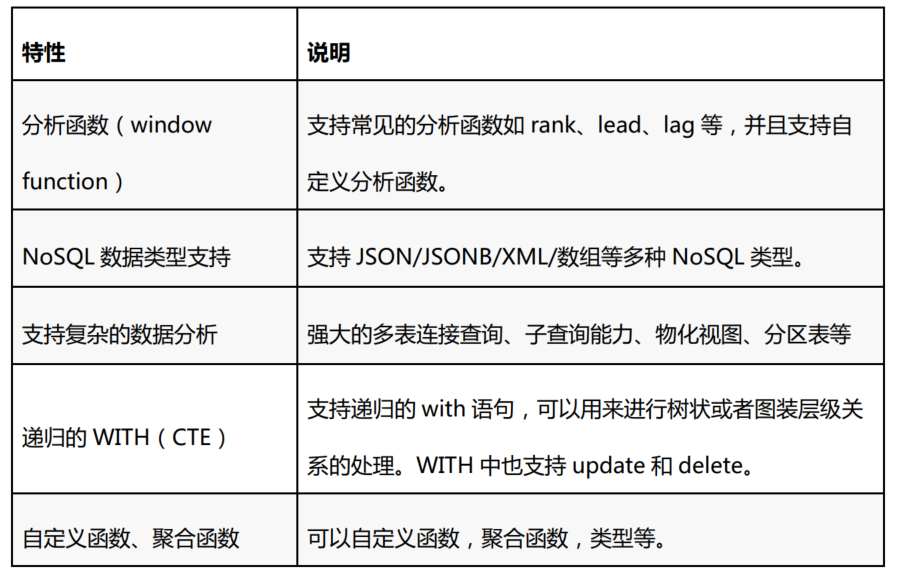 特性
说明
分析函数（window
function）
支持常见的分析函数如 rank、lead、lag 等，并且支持自
定义分析函数。
NoSQL 数据类型支持
支持 JSON/JSONB/XML/数组等多种 NoSQL 类型。
支持复杂的数据分析
强大的多表连接查询、子查询能力、物化视图、分区表等
递归的 WITH（CTE）
支持递归的 with 语句，可以用来进行树状或者图装层级关
系的处理。WITH 中也支持 update 和 delete。
自定义函数、聚合函数
可以自定义函数，聚合函数，类型等。